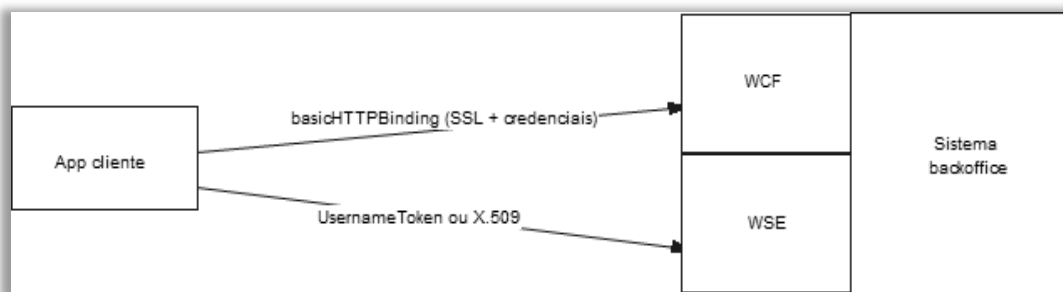 WCF
basicHTTPBinding (SSL + credenciais)
App cliente
Sistema
backoffice
UsernameToken ou X.509
WSE